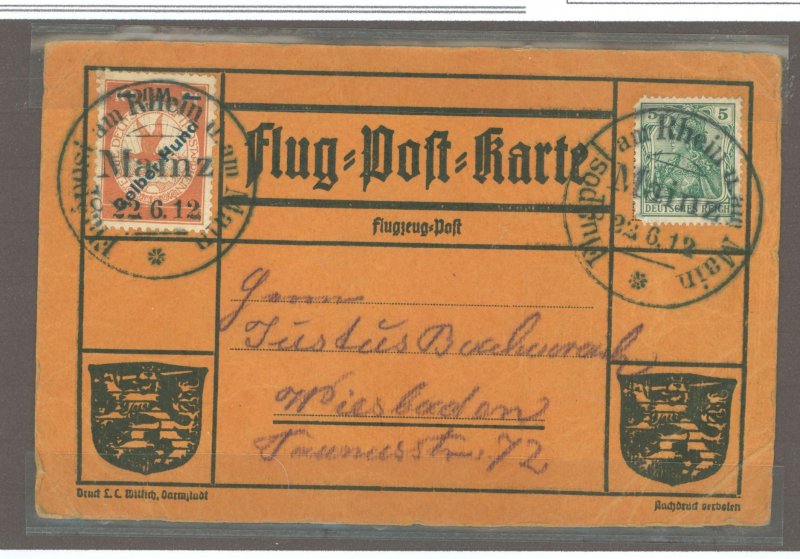 Flug=Post=Karte
Flugzeug=Post
Flugpost am Rhein u. am Main
Mainz
22.6.12
Gelber Hund
Flugpost am Rhein u. am Main
Mainz
22.6.12
5
DEUTSCHES REICH
Herrn
Justus
Wiesbaden
Taunusstr. 72
Druck L. C. Wittich, Darmstadt
Nachdruck verboten